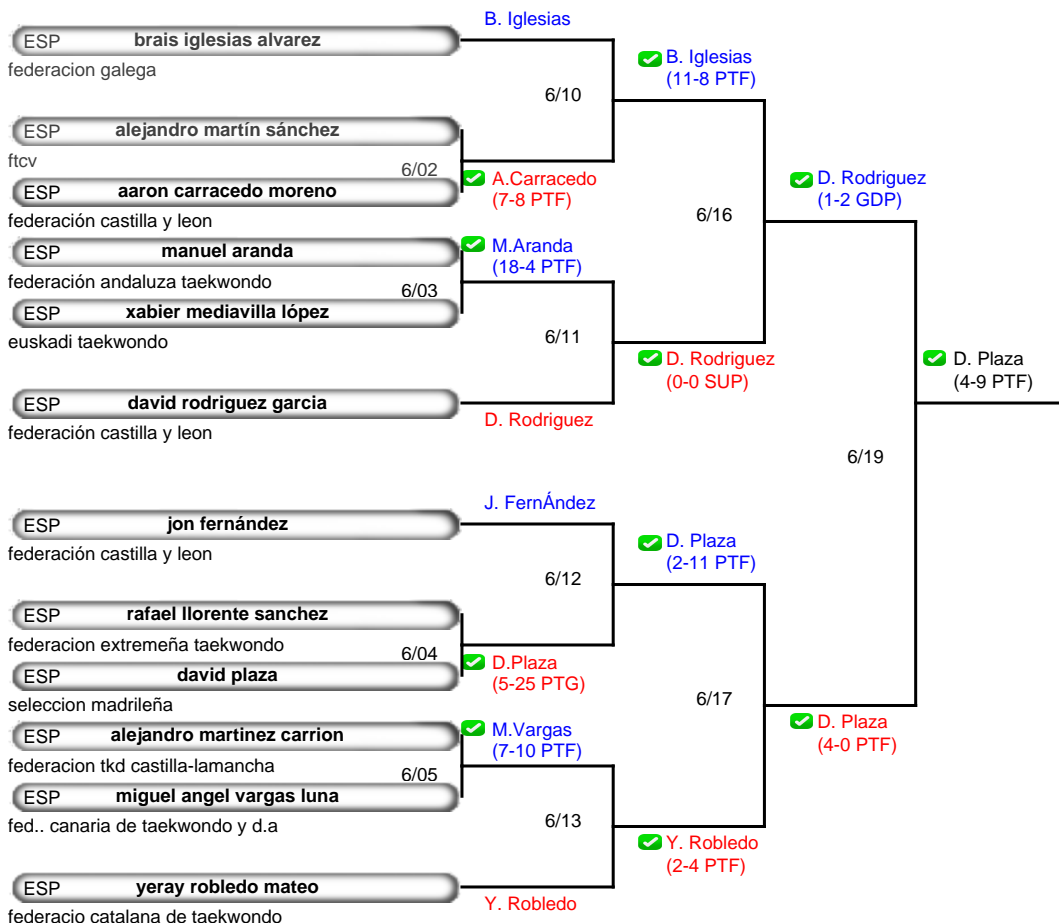 B. Iglesias
ESP brais iglesias alvarez
federacion galega
B. Iglesias
(11-8 PTF)
6/10
ESP alejandro martín sánchez
ftcv
6/02
A.Carracedo
(7-8 PTF)
ESP aaron carracedo moreno
federación castilla y leon
D. Rodriguez
(1-2 GDP)
6/16
ESP manuel aranda
M.Aranda
(18-4 PTF)
federación andaluza taekwondo
6/03
ESP xabier mediavilla lópez
euskadi taekwondo
6/11
D. Rodriguez
(0-0 SUP)
D. Plaza
(4-9 PTF)
ESP david rodriguez garcia
D. Rodriguez
federación castilla y leon
6/19
J. FernÁndez
ESP jon fernández
federación castilla y leon
D. Plaza
(2-11 PTF)
6/12
ESP rafael llorente sanchez
federacion extremeña taekwondo
6/04
D.Plaza
(5-25 PTG)
ESP david plaza
seleccion madrileña
6/17
ESP alejandro martinez carrion
M.Vargas
(7-10 PTF)
D. Plaza
(4-0 PTF)
federacion tkd castilla-lamancha
6/05
ESP miguel angel vargas luna
fed.. canaria de taekwondo y d.a
6/13
Y. Robledo
(2-4 PTF)
ESP yeray robledo mateo
Y. Robledo
federacio catalana de taekwondo